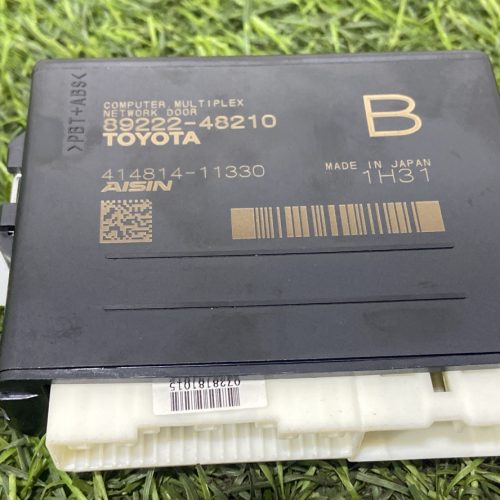 >PBT+ABS<
COMPUTER MULTIPLEX
NETWORK DOOR
89222-48210
TOYOTA
B
414814-11330
AISIN
MADE IN JAPAN
1H31
0728181015